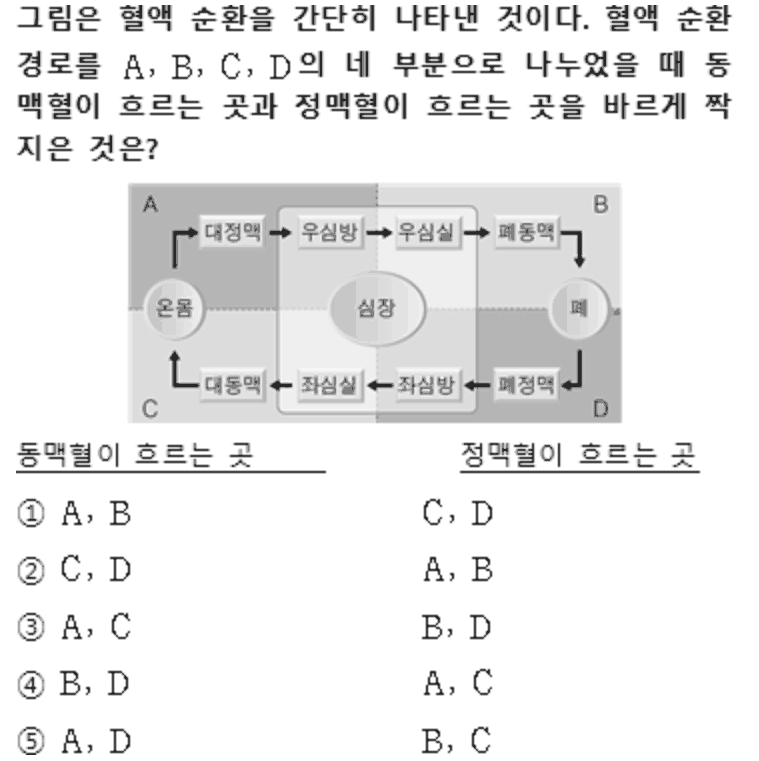 그림은 혈액 순환을 간단히 나타낸 것이다. 혈액 순환
경로를 A, B, C, D의 네 부분으로 나누었을 때 동
맥혈이 흐르는 곳과 정맥혈이 흐르는 곳을 바르게 짝
지은 것은?
A B
대정맥 우심방 우심실 폐동맥
온몸 심장 폐
대동맥 좌심실 좌심방 폐정맥
C D
동맥혈이 흐르는 곳 정맥혈이 흐르는 곳
① A, B C, D
② C, D A, B
③ A, C B, D
④ B, D A, C
⑤ A, D B, C